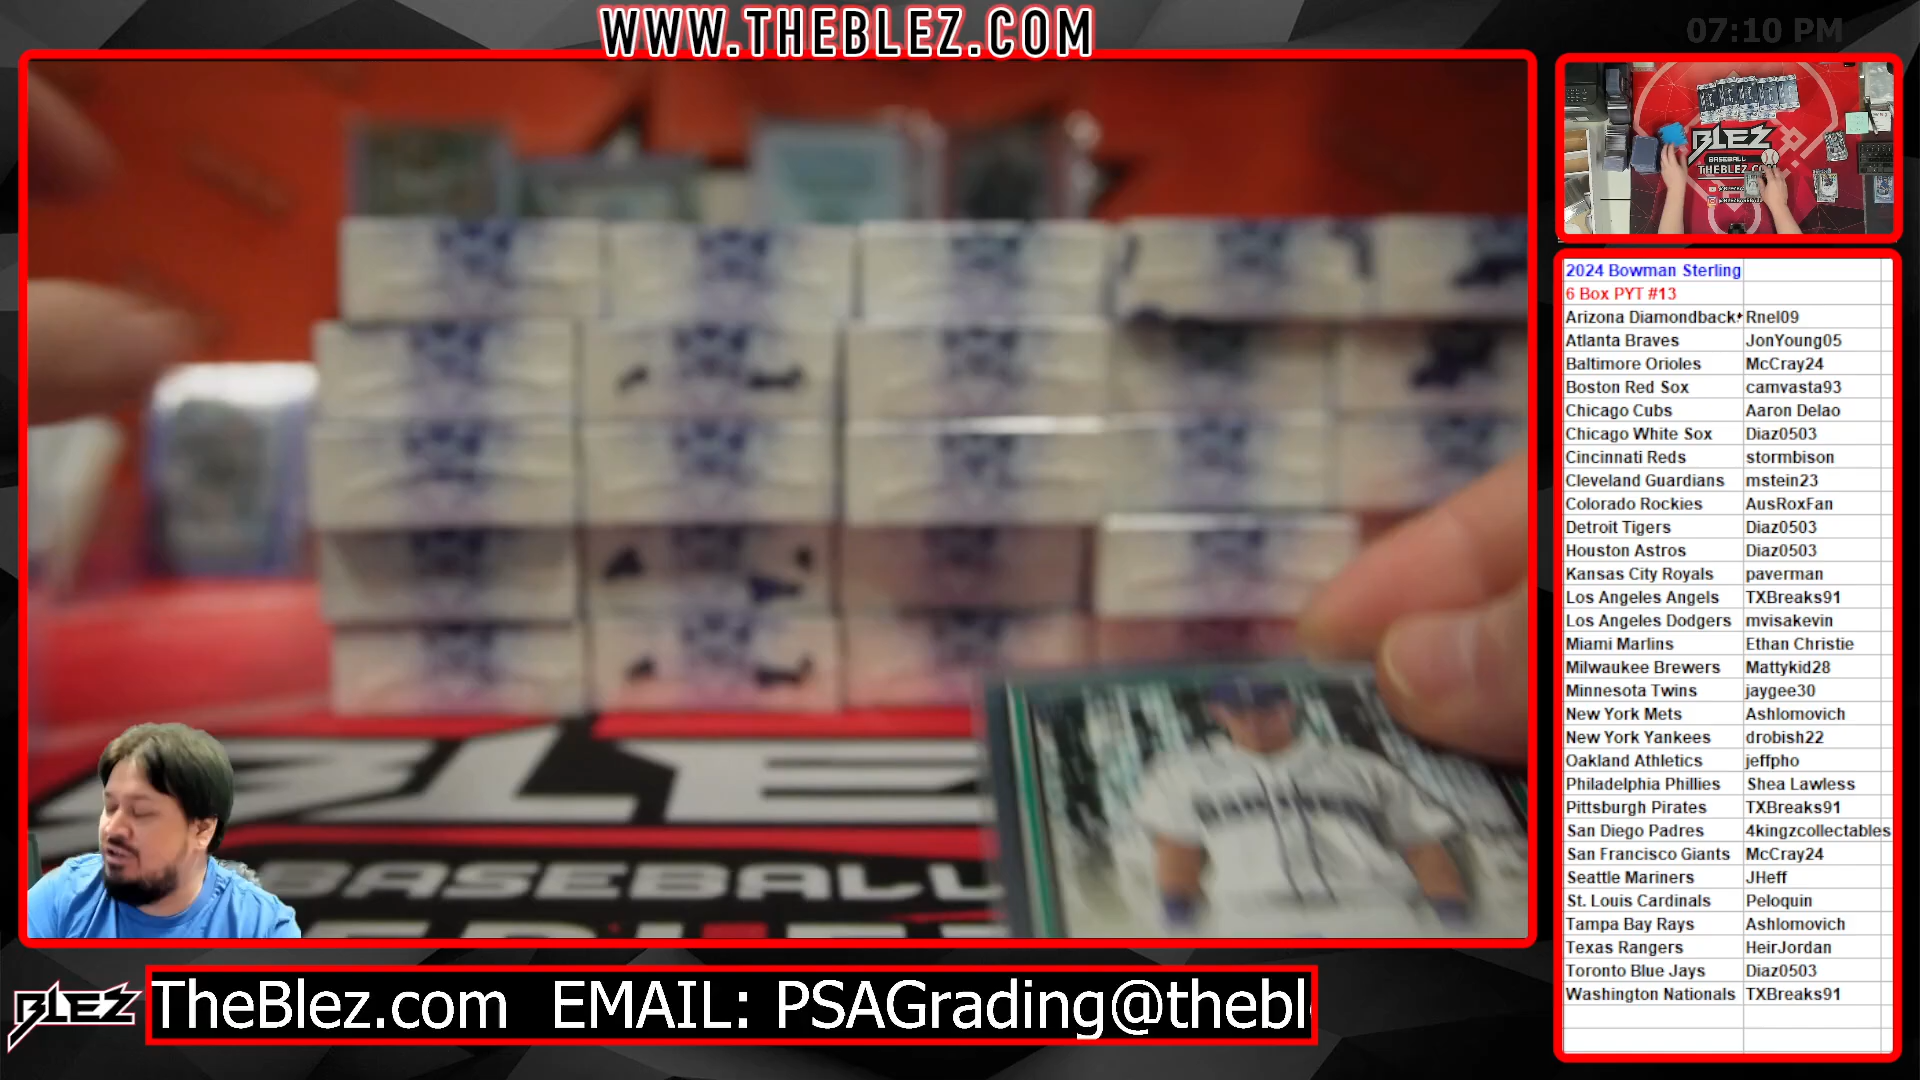 WWW.THEBLEZ.COM
07:10 PM
BLEZ
BASEBALL
THEBLEZ.CO
2024 Bowman Sterling
6 Box PYT #13
Arizona Diamondback Rnel09
Atlanta Braves JonYoung05
Baltimore Orioles McCray24
Boston Red Sox camvasta93
Chicago Cubs Aaron Delao
Chicago White Sox Diaz0503
Cincinnati Reds stormbison
Cleveland Guardians mstein23
Colorado Rockies AusRoxFan
Detroit Tigers Diaz0503
Houston Astros Diaz0503
Kansas City Royals paverman
Los Angeles Angels TXBreaks91
Los Angeles Dodgers mvisakevin
Miami Marlins Ethan Christie
Milwaukee Brewers Mattykid28
Minnesota Twins jaygee30
New York Mets Ashlomovich
New York Yankees drobish22
Oakland Athletics jeffpho
Philadelphia Phillies Shea Lawless
Pittsburgh Pirates TXBreaks91
San Diego Padres 4kingzcollectables
San Francisco Giants McCray24
Seattle Mariners JHeff
St. Louis Cardinals Peloquin
Tampa Bay Rays Ashlomovich
Texas Rangers HeirJordan
Toronto Blue Jays Diaz0503
Washington Nationals TXBreaks91
BLE
BASEBALL
BLEZ
TheBlez.com EMAIL: PSAGrading@thebl